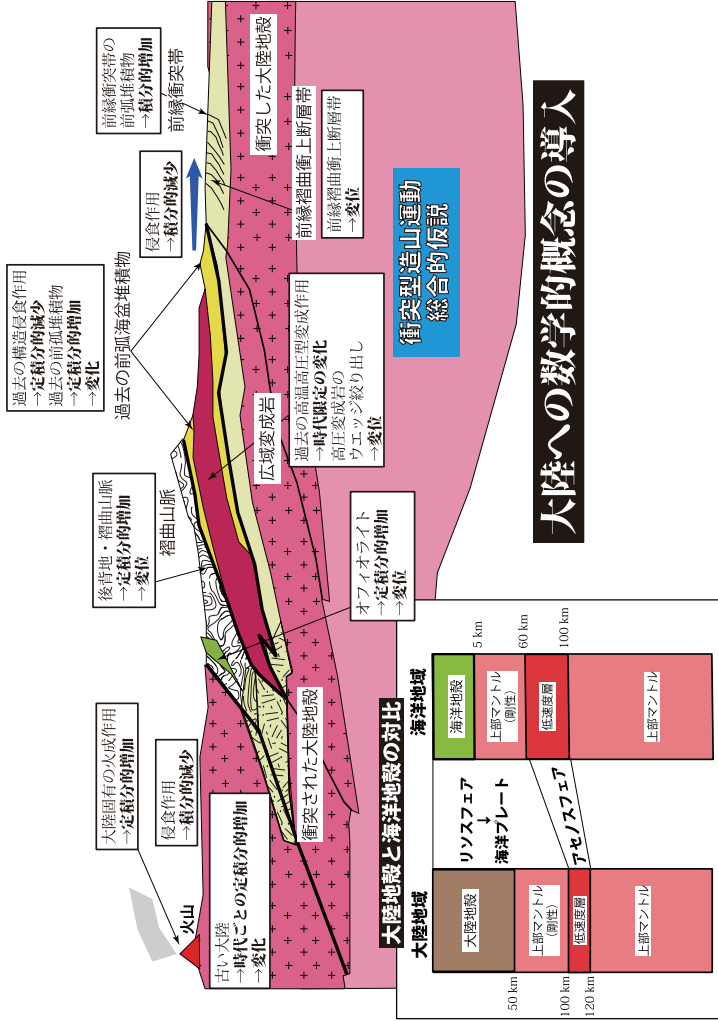 大陸への数学的概念の導入
衝突型造山運動
総合的仮説
大陸固有の火成作用
→定積分的増加
火山
侵食作用
→積分的減少
古い大陸
→時代ごとの定積分的増加
→変化
後背地・褶曲山脈
→定積分的増加
→変位
褶曲山脈
過去の構造侵食作用
→定積分的減少
過去の前弧堆積物
→定積分的増加
→変化
過去の前弧海盆堆積物
侵食作用
→積分的減少
前縁衝突帯の
前弧堆積物
→積分的増加
前縁衝突帯
衝突した大陸地殻
前縁褶曲衝上断層帯
前縁褶曲衝上断層帯
→変位
広域変成岩
過去の高温高圧型変成作用
→時代限定の変化
高圧変成岩の
ウエッジ絞り出し
→変位
オフィオライト
→定積分的増加
→変位
衝突された大陸地殻
大陸地殻と海洋地殻の対比
大陸地域
海洋地域
大陸地殻
上部マントル
(剛性)
低速度層
上部マントル
50 km
100 km
120 km
リソスフェア
↓
海洋プレート
アセノスフェア
海洋地殻
上部マントル
(剛性)
低速度層
上部マントル
5 km
60 km
100 km